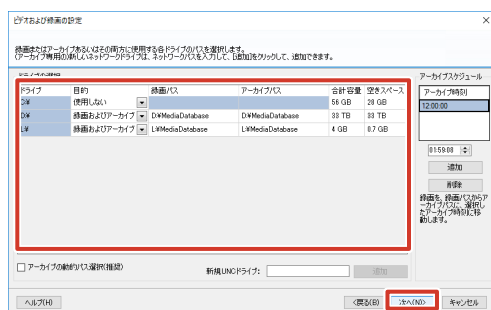 ビデオおよび録画の設定
録画またはアーカイブあるいはその両方に使用する各ドライブのパスを選択します。
(アーカイブ専用の)新しいネットワークドライブは、ネットワークパスを入力して、[追加]をクリックして、追加できます。
ドライブの選択
ドライブ 目的 録画パス アーカイブパス 合計容量 空きスペース
C:¥ 使用しない 56 GB 28 GB
D:¥ 録画およびアーカイブ D:¥MediaDatabase D:¥MediaDatabase 33 TB 33 TB
L:¥ 録画およびアーカイブ L:¥MediaDatabase L:¥MediaDatabase 4 GB 0.7 GB
アーカイブの動的パス選択(推奨)
新規UNCドライブ:
追加
アーカイブスケジュール
アーカイブ時刻
12:00:00
01:59:08
追加
削除
録画を、録画パスからア
ーカイブパスに、選択し
たアーカイブ時刻に移
動します。
ヘルプ(H)
<戻る(B)
次へ(N)>
キャンセル